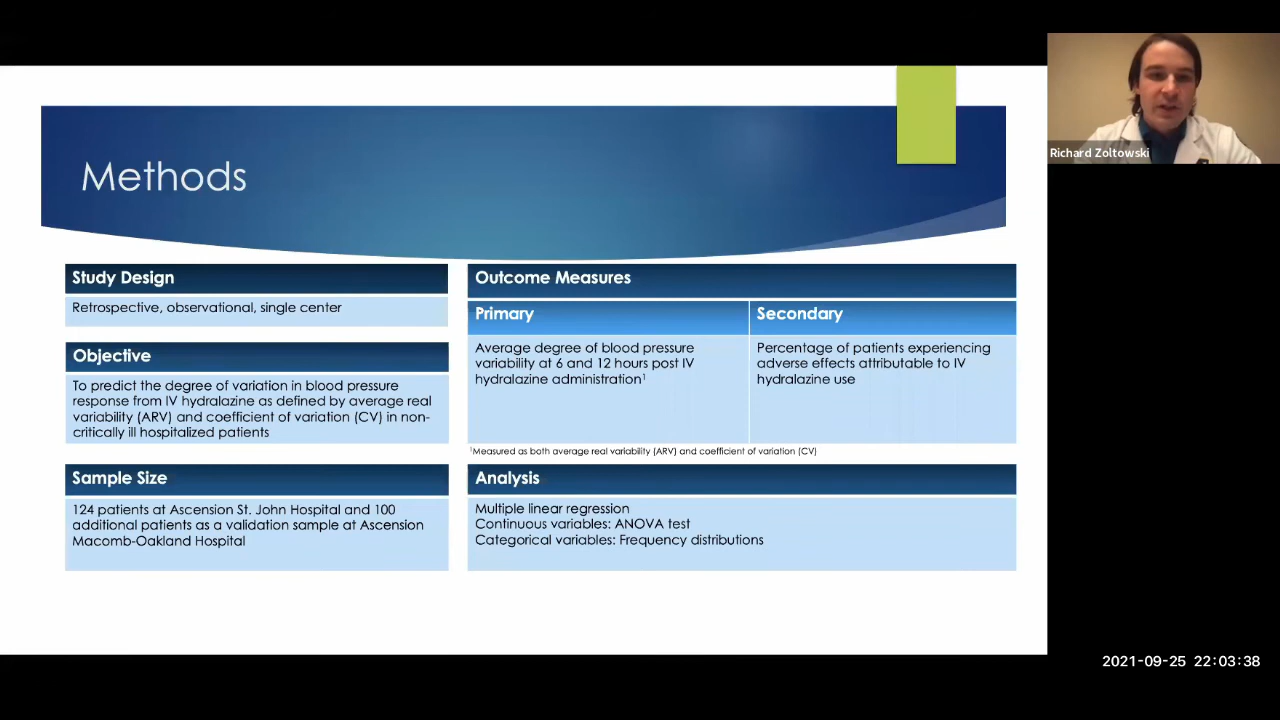 Methods
Study Design
Retrospective, observational, single center
Objective
To predict the degree of variation in blood pressure
response from IV hydralazine as defined by average real
variability (ARV) and coefficient of variation (CV) in non-
critically ill hospitalized patients
Sample Size
124 patients at Ascension St. John Hospital and 100
additional patients as a validation sample at Ascension
Macomb-Oakland Hospital
Outcome Measures
Primary
Average degree of blood pressure
variability at 6 and 12 hours post IV
hydralazine administration¹
Secondary
Percentage of patients experiencing
adverse effects attributable to IV
hydralazine use
¹Measured as both average real variability (ARV) and coefficient of variation (CV)
Analysis
Multiple linear regression
Continuous variables: ANOVA test
Categorical variables: Frequency distributions
Richard Zoltowski
2021-09-25 22:03:38